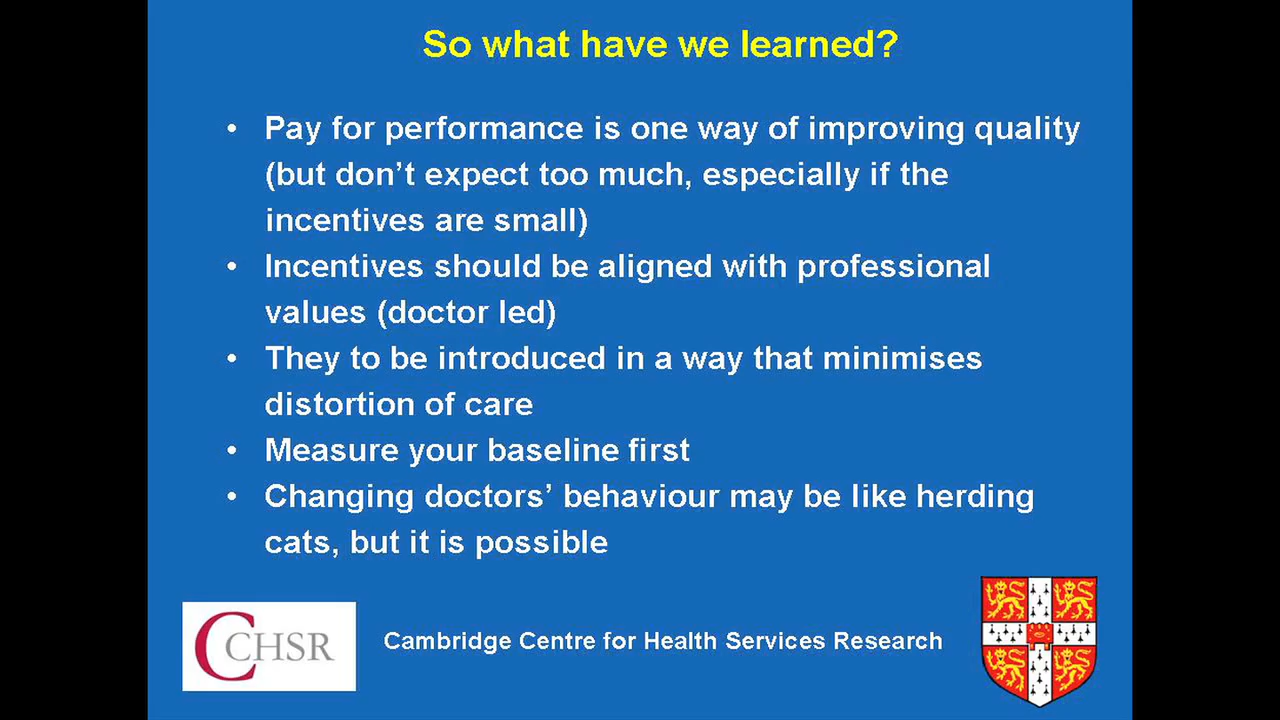 So what have we learned?
• Pay for performance is one way of improving quality
(but don’t expect too much, especially if the
incentives are small)
• Incentives should be aligned with professional
values (doctor led)
• They to be introduced in a way that minimises
distortion of care
• Measure your baseline first
• Changing doctors’ behaviour may be like herding
cats, but it is possible
CCHSR
Cambridge Centre for Health Services Research